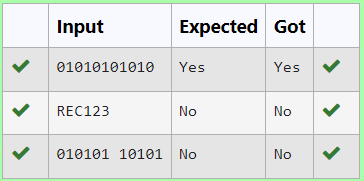 Input Expected Got
01010101010 Yes Yes
REC123 No No
010101 10101 No No